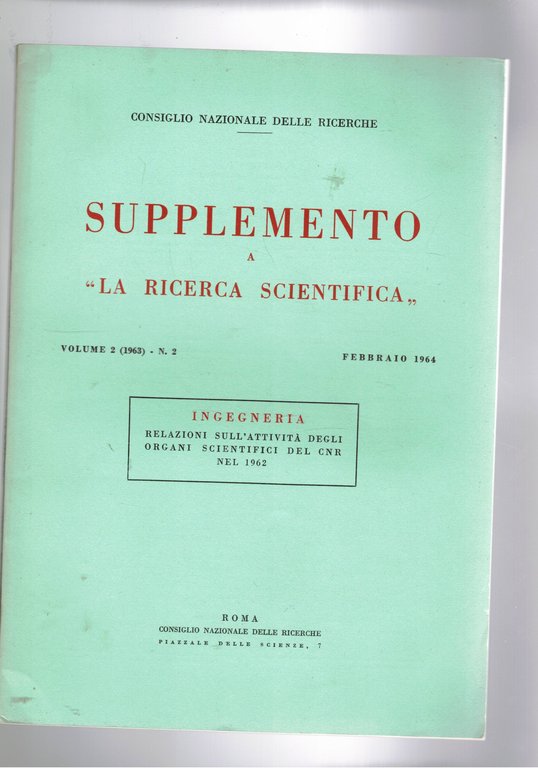 CONSIGLIO NAZIONALE DELLE RICERCHE
SUPPLEMENTO
A
“LA RICERCA SCIENTIFICA„
VOLUME 2 (1963) - N. 2
FEBBRAIO 1964
INGEGNERIA
RELAZIONI SULL'ATTIVITÀ DEGLI
ORGANI SCIENTIFICI DEL CNR
NEL 1962
ROMA
CONSIGLIO NAZIONALE DELLE RICERCHE
PIAZZALE DELLE SCIENZE, 7